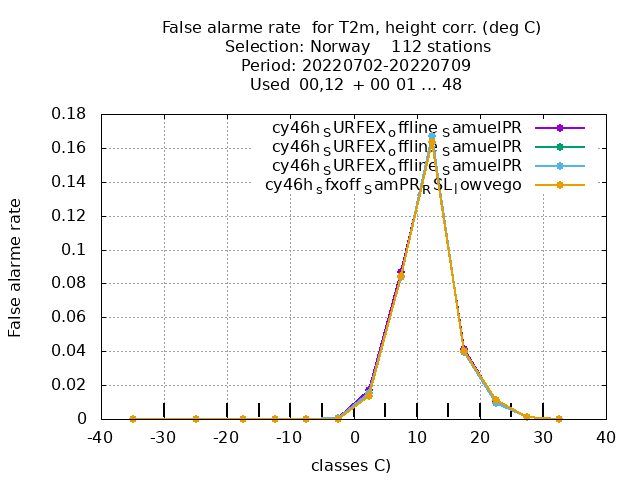 False alarme rate  for T2m, height corr. (deg C)
Selection: Norway    112 stations
Period: 20220702-20220709
Used  00,12  + 00 01 ... 48
cy46h_SURFEX_offline_SamuelPR
cy46h_SURFEX_offline_SamuelPR
cy46h_SURFEX_offline_SamuelPR
cy46h_sfxoff_SamPR_RSL_lowvego
False alarme rate
0.18
0.16
0.14
0.12
0.1
0.08
0.06
0.04
0.02
0
-40 -30 -20 -10 0 10 20 30 40
classes C)